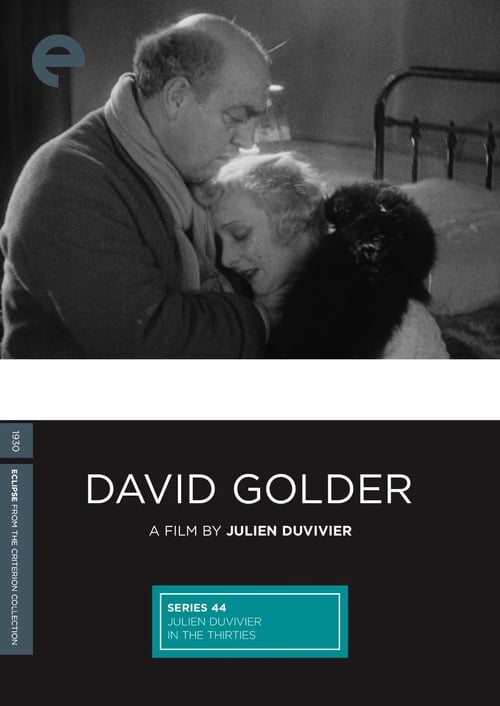 e
1930
ECLIPSE FROM THE CRITERION COLLECTION
DAVID GOLDER
A FILM BY JULIEN DUVIVIER
SERIES 44
JULIEN DUVIVIER
IN THE THIRTIES